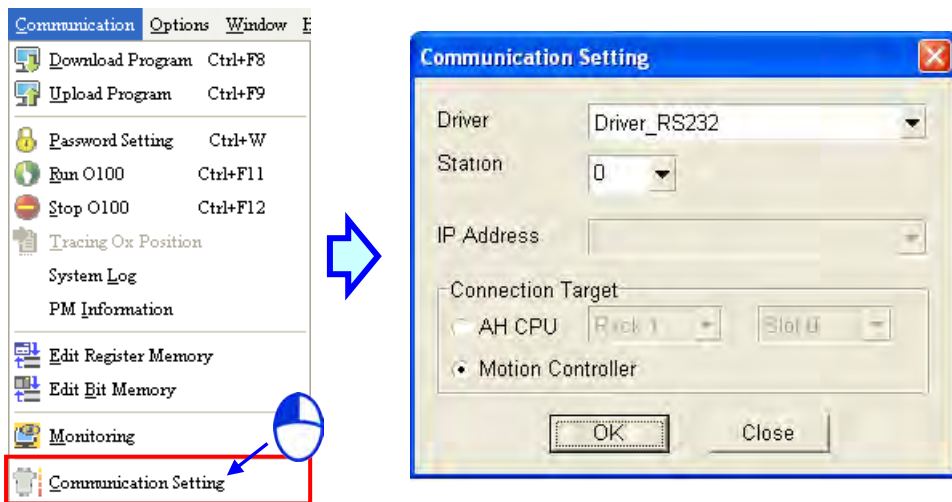 Communication Options Window
Download Program Ctrl+F8
Upload Program Ctrl+F9
Password Setting Ctrl+W
Run O100 Ctrl+F11
Stop O100 Ctrl+F12
Tracing Ox Position
System Log
PM Information
Edit Register Memory
Edit Bit Memory
Monitoring
Communication Setting
Communication Setting
Driver Driver_RS232
Station 0
IP Address
Connection Target
AH CPU Rack 1 Slot 0
Motion Controller
OK Close